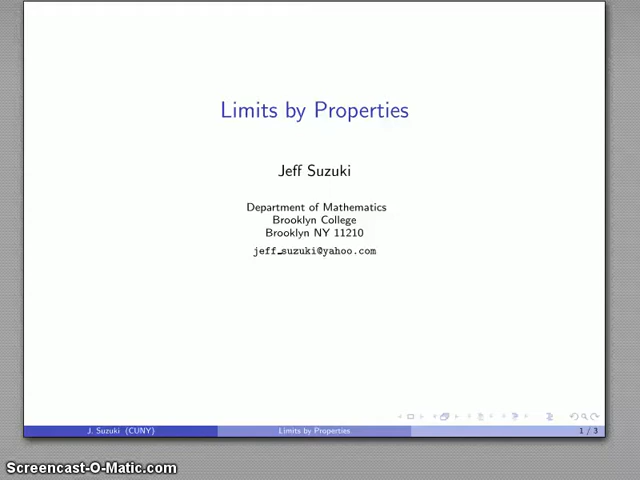 Limits by Properties
Jeff Suzuki
Department of Mathematics
Brooklyn College
Brooklyn NY 11210
jeff_suzuki@yahoo.com
J. Suzuki (CUNY)
Limits by Properties
1 / 3
Screencast-O-Matic.com